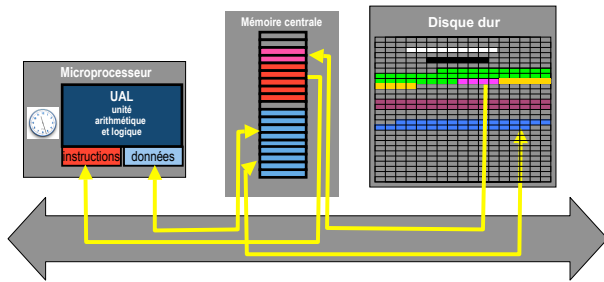 Mémoire centrale
Disque dur
Microprocesseur
UAL
unité
arithmétique
et logique
instructions
données